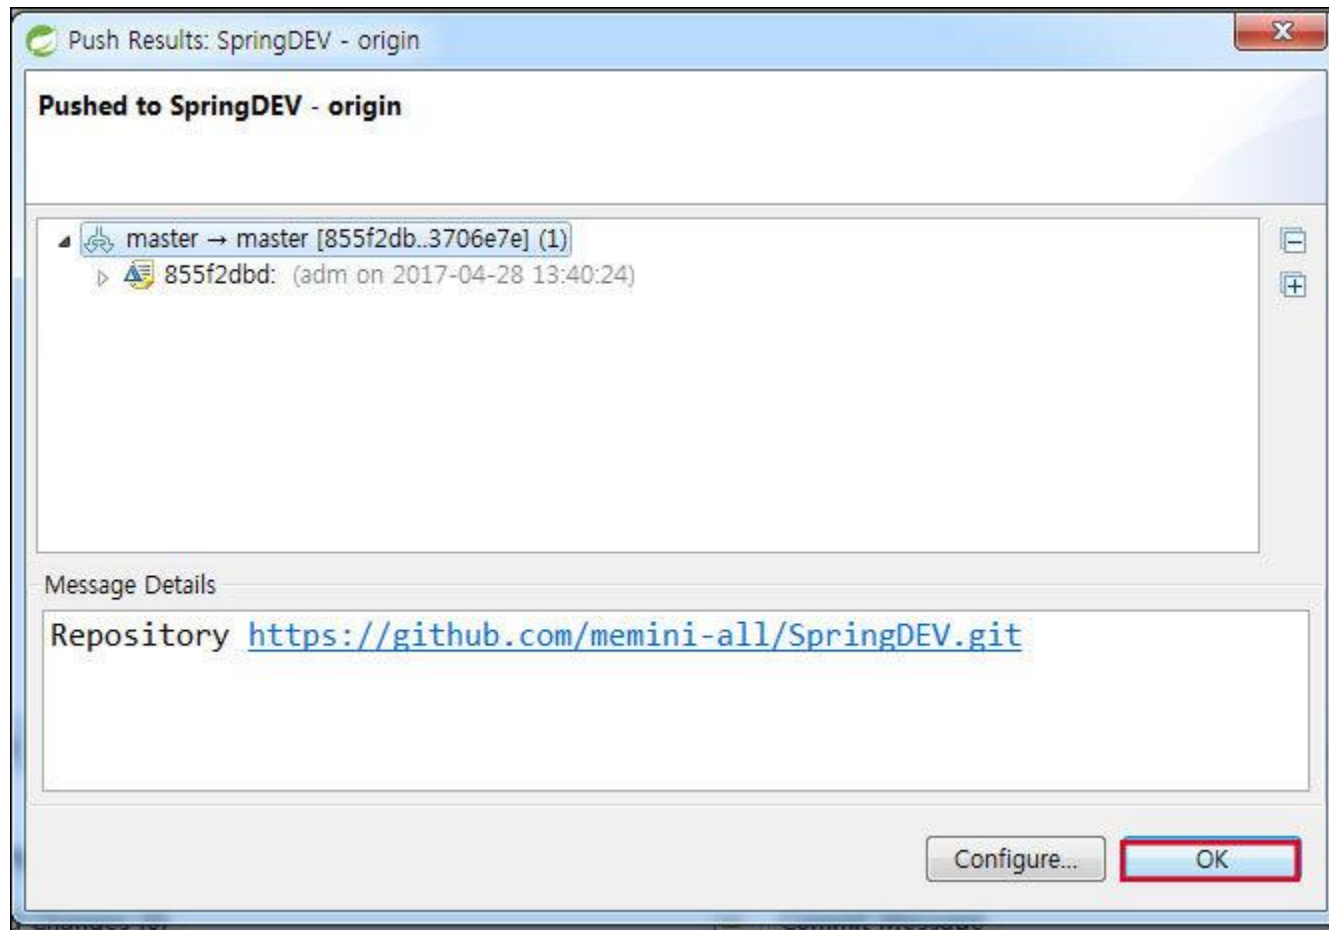 Push Results: SpringDEV - origin
Pushed to SpringDEV - origin
master → master [855f2db..3706e7e] (1)
855f2dbd: (adm on 2017-04-28 13:40:24)
Message Details
Repository https://github.com/memini-all/SpringDEV.git
Configure...
OK